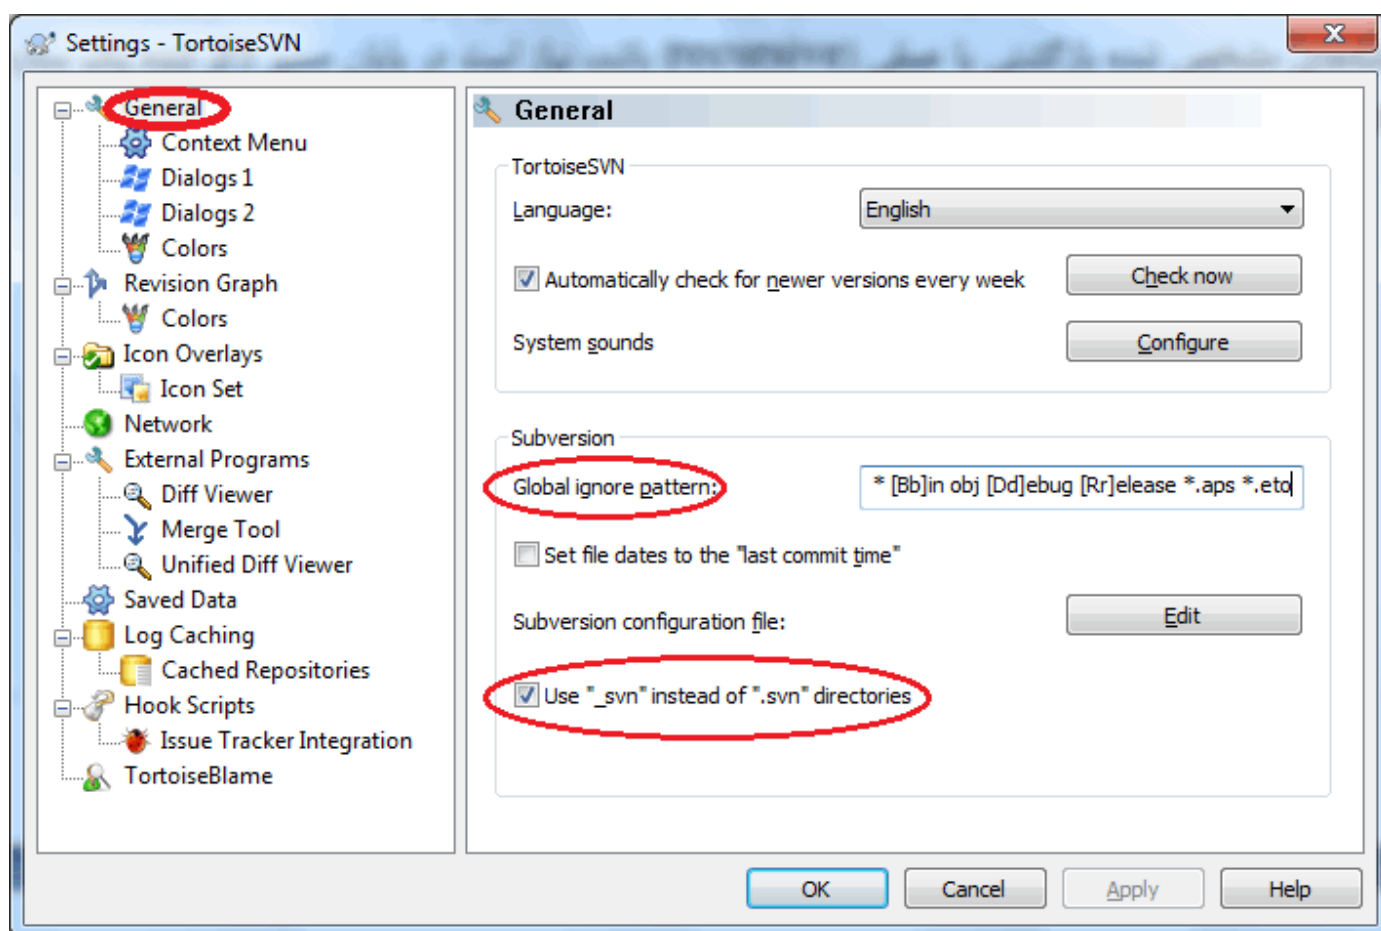 Settings - TortoiseSVN
General
Context Menu
Dialogs 1
Dialogs 2
Colors
Revision Graph
Colors
Icon Overlays
Icon Set
Network
External Programs
Diff Viewer
Merge Tool
Unified Diff Viewer
Saved Data
Log Caching
Cached Repositories
Hook Scripts
Issue Tracker Integration
TortoiseBlame
General
TortoiseSVN
Language: English
Automatically check for newer versions every week Check now
System sounds Configure
Subversion
Global ignore pattern: * [Bb]in obj [Dd]ebug [Rr]elease *.aps *.eto
Set file dates to the "last commit time"
Subversion configuration file: Edit
Use "_svn" instead of ".svn" directories
OK Cancel Apply Help